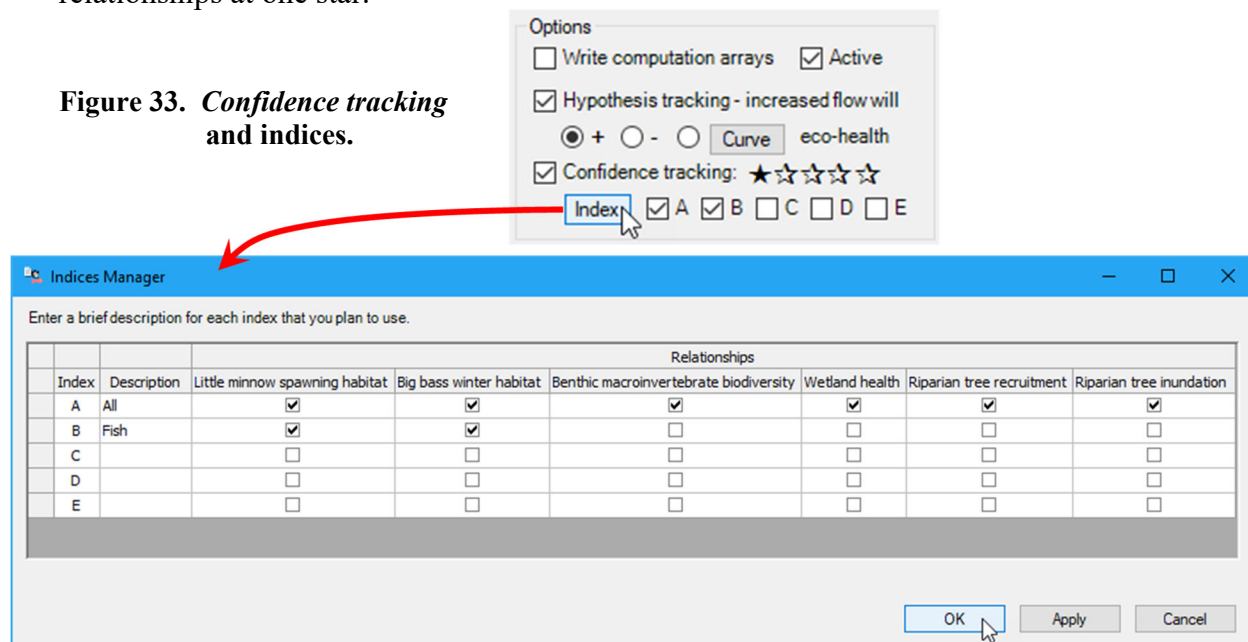 relationships at one star.
Options
Write computation arrays Active
Figure 33. Confidence tracking
and indices.
Hypothesis tracking - increased flow will
+ - Curve eco-health
Confidence tracking: ★☆☆☆☆
Index A B C D E
Indices Manager
Enter a brief description for each index that you plan to use.
Relationships
Index Description Little minnow spawning habitat Big bass winter habitat Benthic macroinvertebrate biodiversity Wetland health Riparian tree recruitment Riparian tree inundation
A All
B Fish
C
D
E
OK Apply Cancel